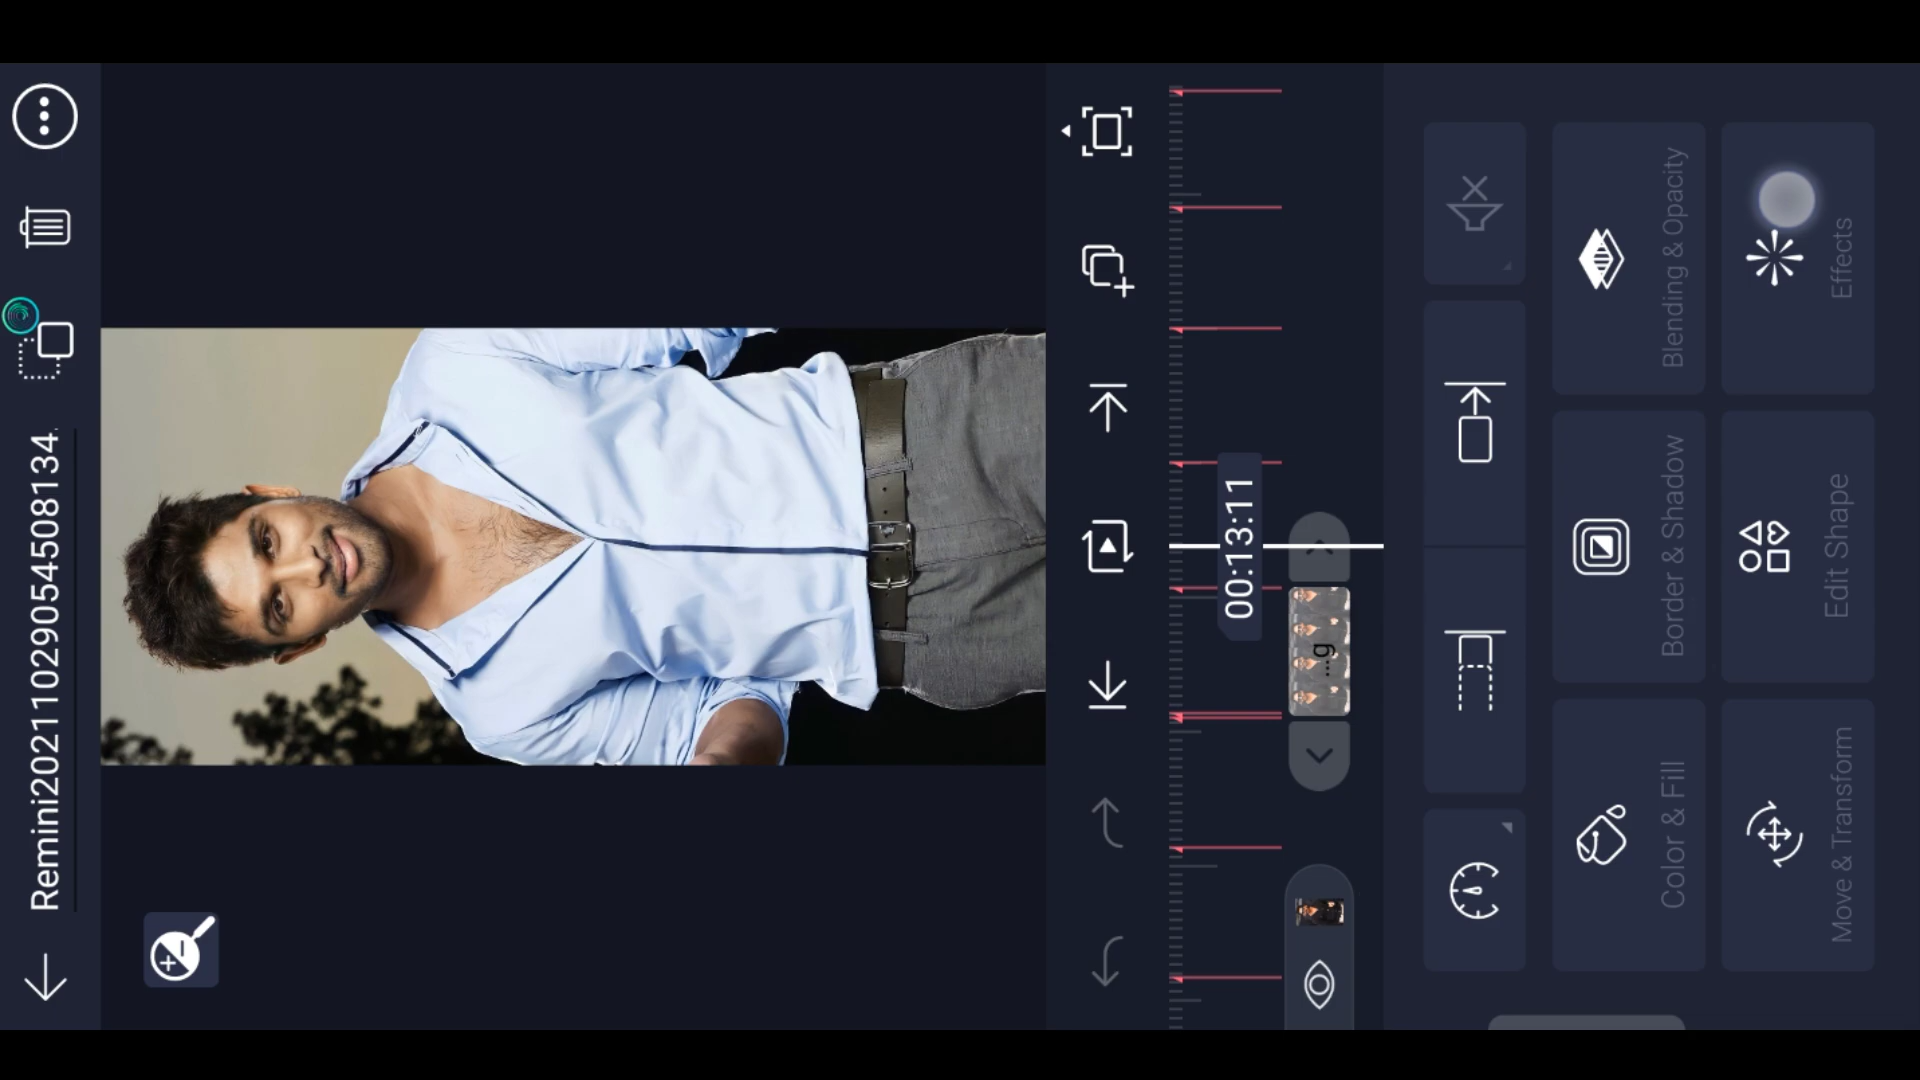 Remini20211029054508134.
00:13:11
...g
Blending & Opacity
Effects
Border & Shadow
Edit Shape
Color & Fill
Move & Transform